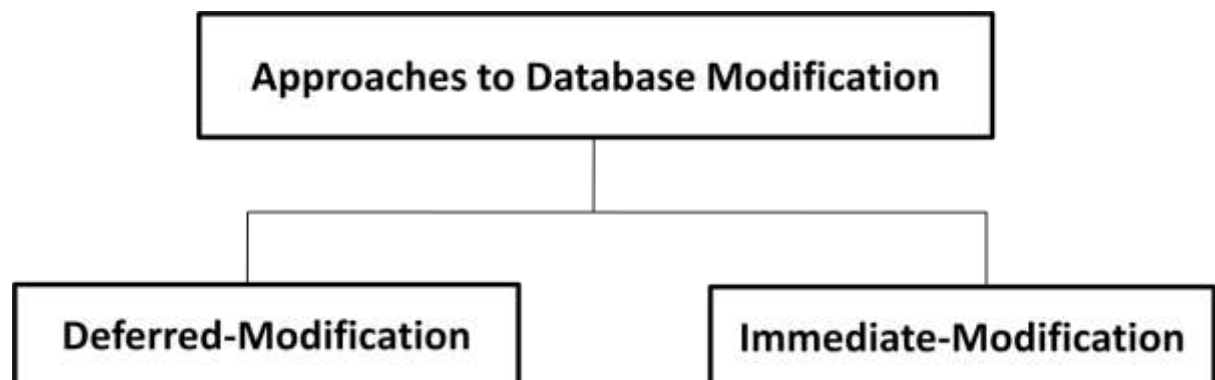 Approaches to Database Modification
Deferred-Modification
Immediate-Modification